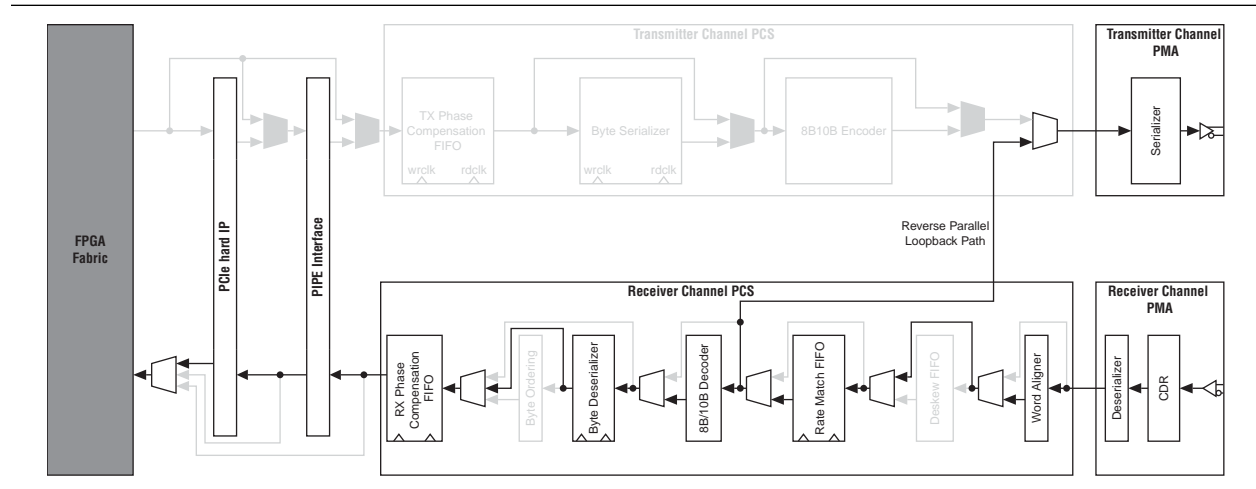 Transmitter Channel PCS
Transmitter Channel
PMA
FPGA
Fabric
PCIe hard IP
PIPE Interface
TX Phase
Compensation
FIFO
wrclk
rdclk
Byte Serializer
wrclk
rdclk
8B10B Encoder
Serializer
Reverse Parallel
Loopback Path
Receiver Channel PCS
Receiver Channel
PMA
RX Phase
Compensation
FIFO
Byte Ordering
Byte Deserializer
8B/10B Decoder
Rate Match FIFO
Deskew FIFO
Word Aligner
Deserializer
CDR